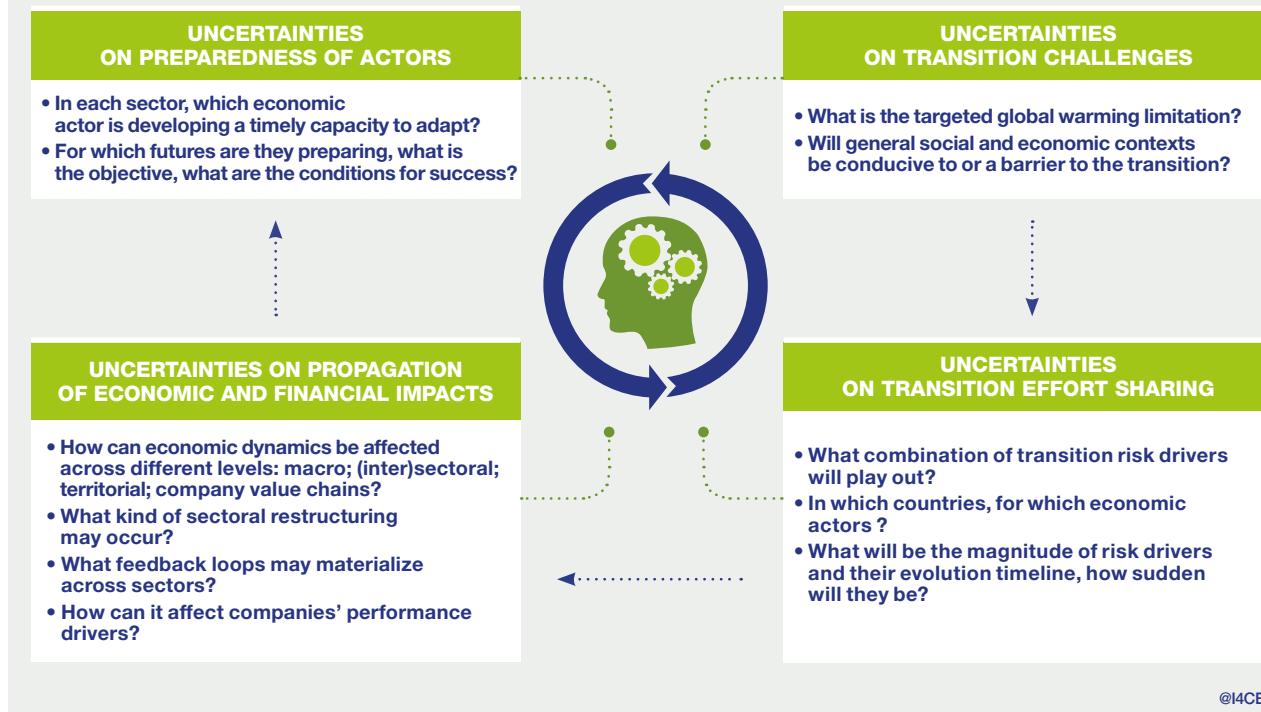 UNCERTAINTIES
ON PREPAREDNESS OF ACTORS
• In each sector, which economic
actor is developing a timely capacity to adapt?
• For which futures are they preparing, what is
the objective, what are the conditions for success?
UNCERTAINTIES
ON TRANSITION CHALLENGES
• What is the targeted global warming limitation?
• Will general social and economic contexts
be conducive to or a barrier to the transition?
UNCERTAINTIES ON PROPAGATION
OF ECONOMIC AND FINANCIAL IMPACTS
• How can economic dynamics be affected
across different levels: macro; (inter)sectoral;
territorial; company value chains?
• What kind of sectoral restructuring
may occur?
• What feedback loops may materialize
across sectors?
• How can it affect companies’ performance
drivers?
UNCERTAINTIES
ON TRANSITION EFFORT SHARING
• What combination of transition risk drivers
will play out?
• In which countries, for which economic
actors ?
• What will be the magnitude of risk drivers
and their evolution timeline, how sudden
will they be?
@I4CE